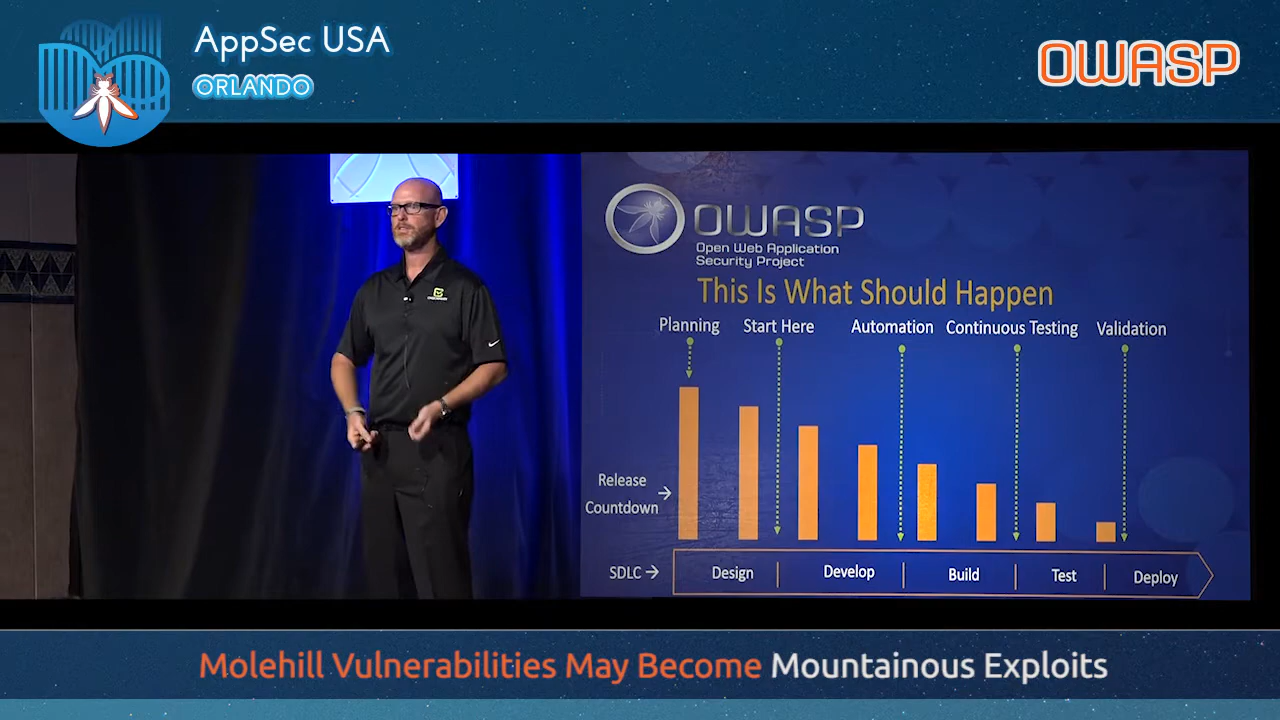 AppSec USA
ORLANDO
OWASP
OWASP
Open Web Application
Security Project
This Is What Should Happen
Planning
Start Here
Automation
Continuous Testing
Validation
Release
Countdown
SDLC
Design
Develop
Build
Test
Deploy
Molehill Vulnerabilities May Become Mountainous Exploits